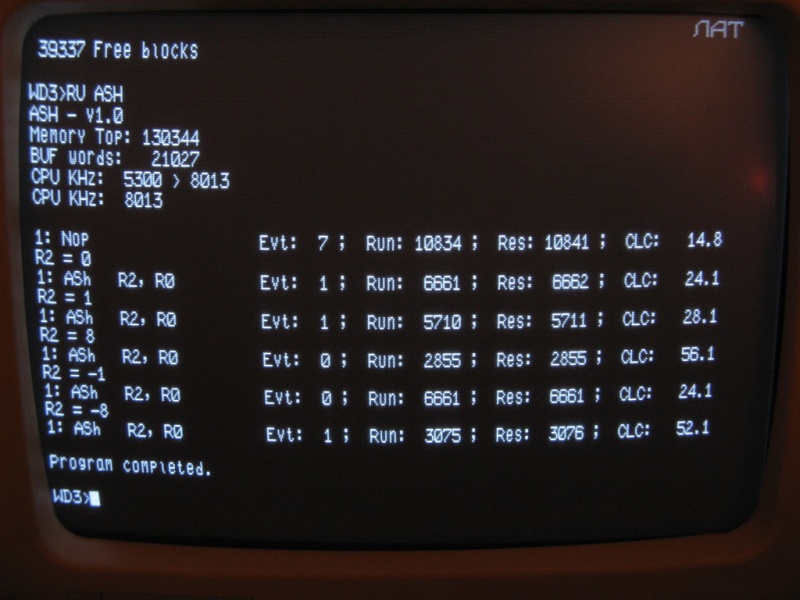 ЛАТ
39337 Free blocks
WD3>RU ASH
ASH - v1.0
Memory Top: 130344
BUF words: 21027
CPU KHz: 5300 > 8013
CPU KHz: 8013
1: NOP Evt: 7 ; Run: 10834 ; Res: 10841 ; CLC: 14.8
R2 = 0
1: ASh R2, R0 Evt: 1 ; Run: 6661 ; Res: 6662 ; CLC: 24.1
R2 = 1
1: ASh R2, R0 Evt: 1 ; Run: 5710 ; Res: 5711 ; CLC: 28.1
R2 = 8
1: ASh R2, R0 Evt: 0 ; Run: 2855 ; Res: 2855 ; CLC: 56.1
R2 = -1
1: ASh R2, R0 Evt: 0 ; Run: 6661 ; Res: 6661 ; CLC: 24.1
R2 = -8
1: ASh R2, R0 Evt: 1 ; Run: 3075 ; Res: 3076 ; CLC: 52.1
Program completed.
WD3>